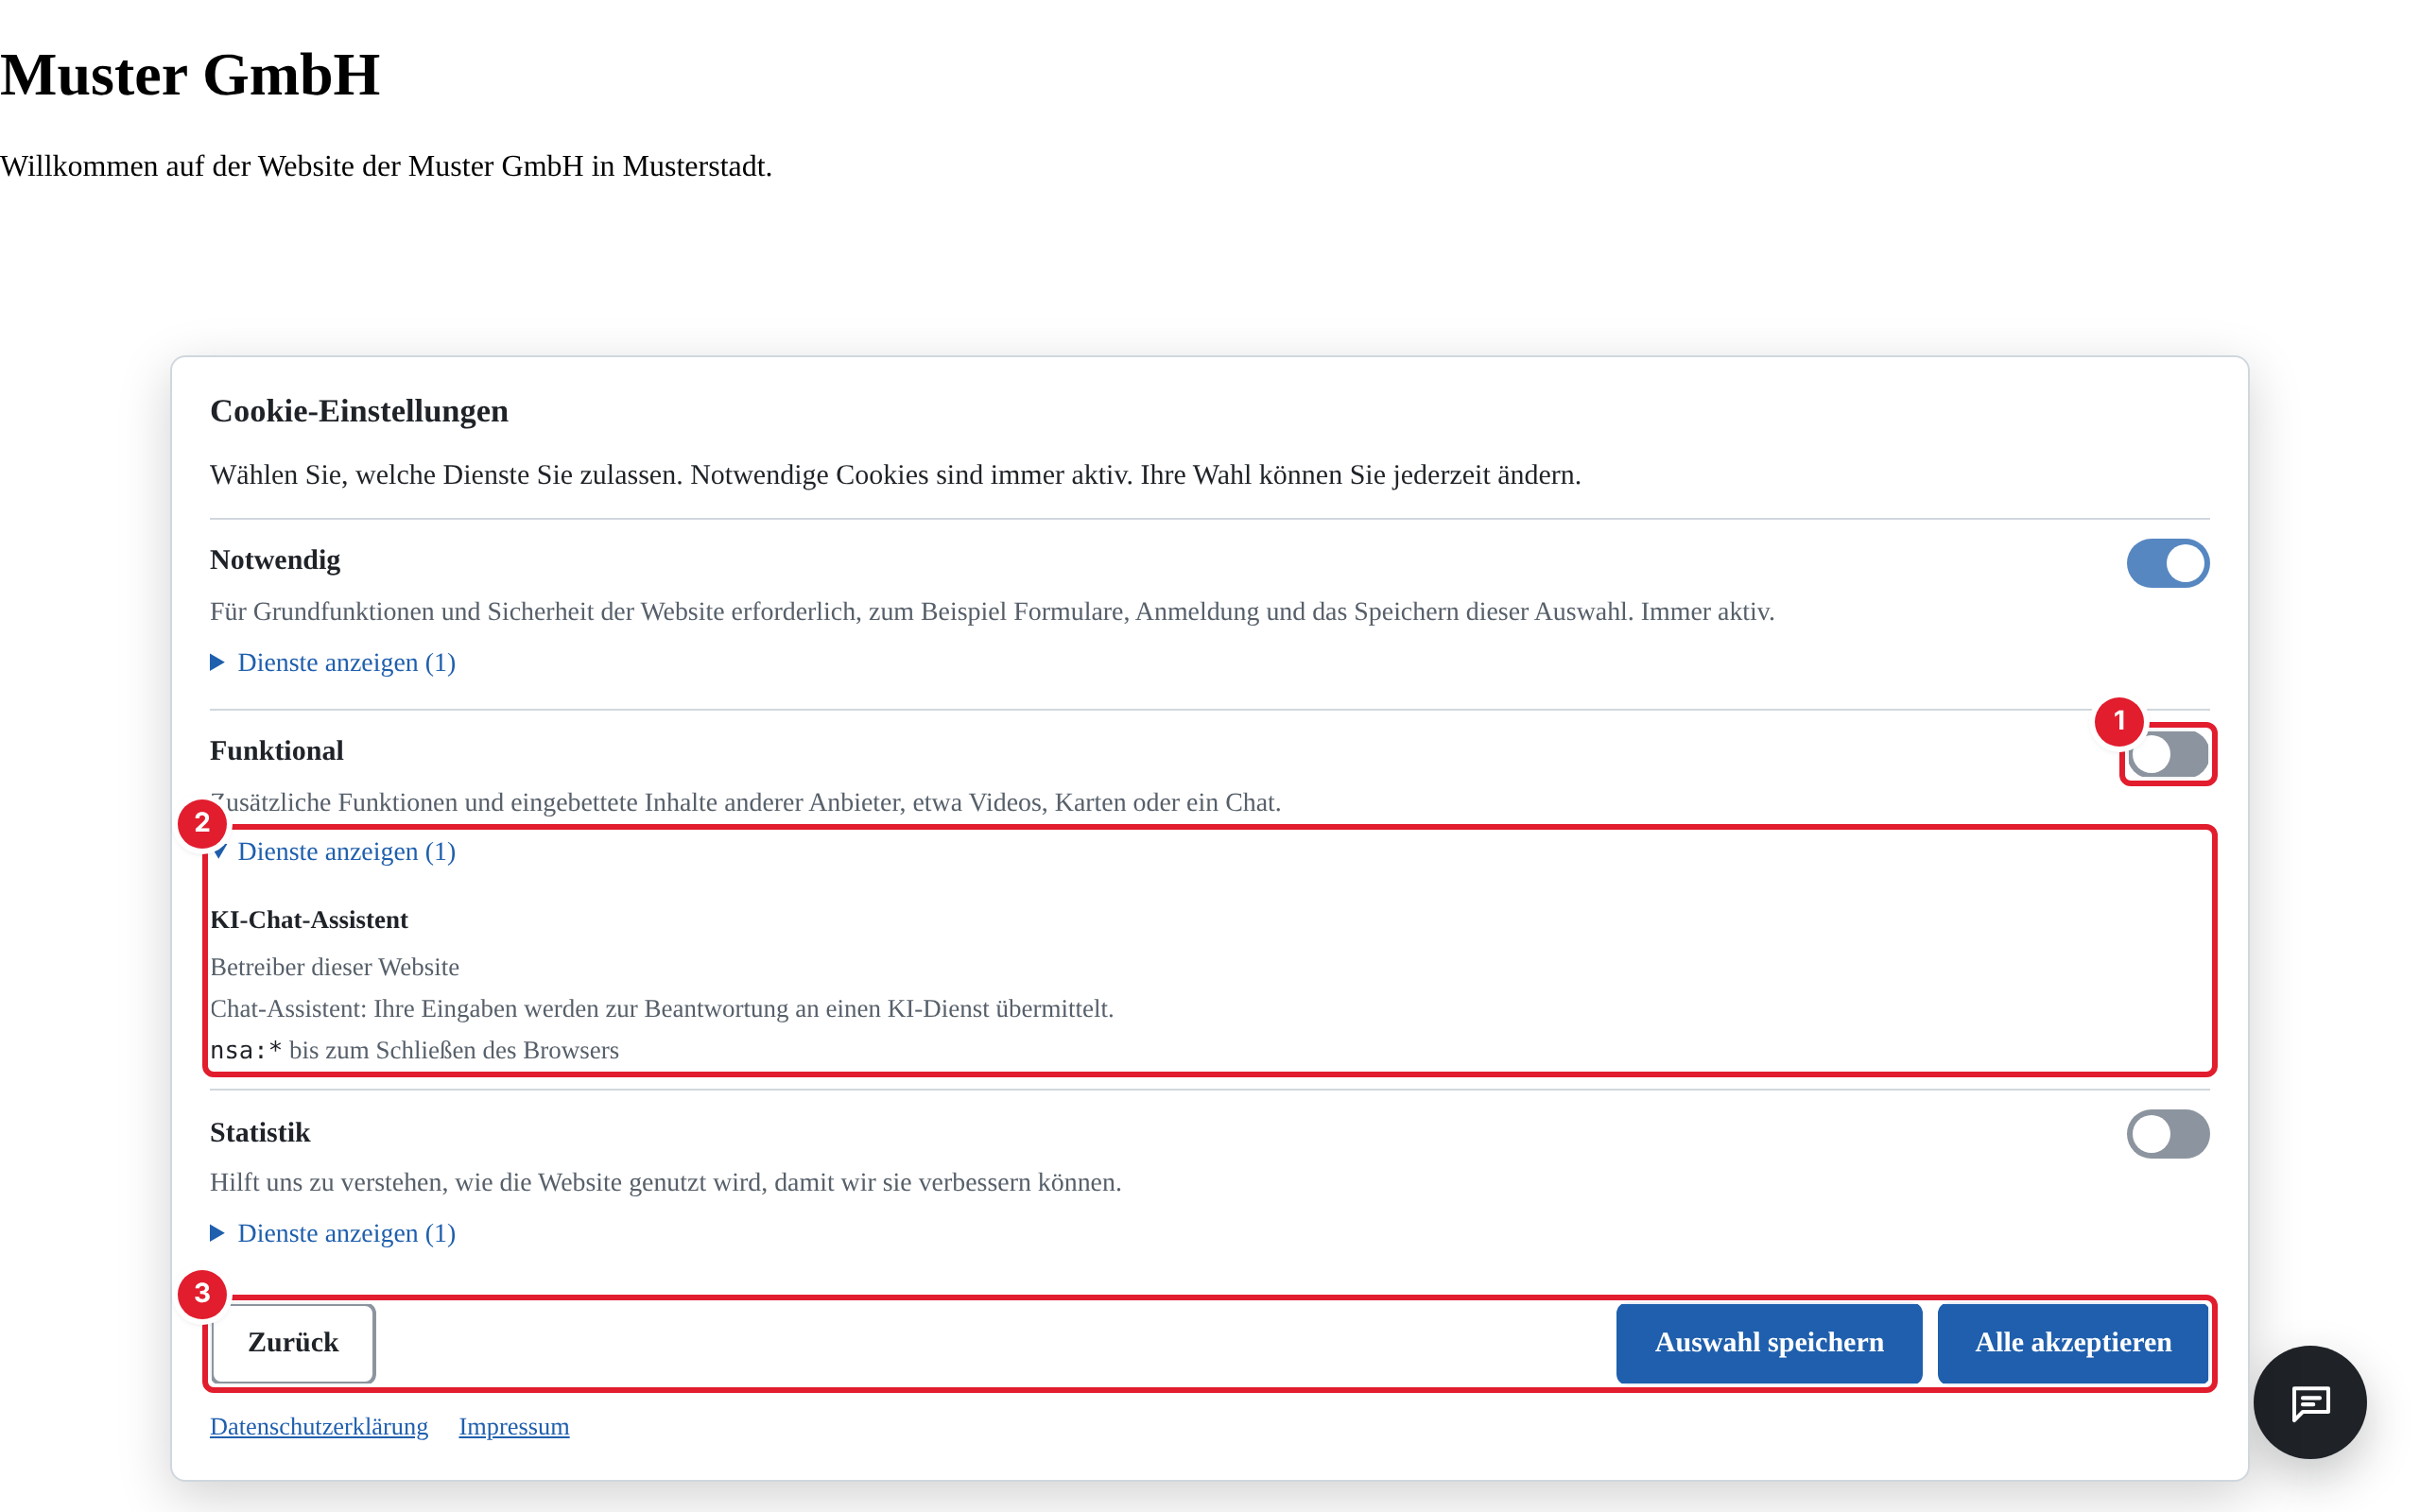 Muster GmbH
Willkommen auf der Website der Muster GmbH in Musterstadt.
Cookie-Einstellungen
Wählen Sie, welche Dienste Sie zulassen. Notwendige Cookies sind immer aktiv. Ihre Wahl können Sie jederzeit ändern.
Notwendig
Für Grundfunktionen und Sicherheit der Website erforderlich, zum Beispiel Formulare, Anmeldung und das Speichern dieser Auswahl. Immer aktiv.
Dienste anzeigen (1)
1
Funktional
Zusätzliche Funktionen und eingebettete Inhalte anderer Anbieter, etwa Videos, Karten oder ein Chat.
2
Dienste anzeigen (1)
KI-Chat-Assistent
Betreiber dieser Website
Chat-Assistent: Ihre Eingaben werden zur Beantwortung an einen KI-Dienst übermittelt.
nsa:* bis zum Schließen des Browsers
Statistik
Hilft uns zu verstehen, wie die Website genutzt wird, damit wir sie verbessern können.
Dienste anzeigen (1)
3
Zurück Auswahl speichern Alle akzeptieren
Datenschutzerklärung Impressum